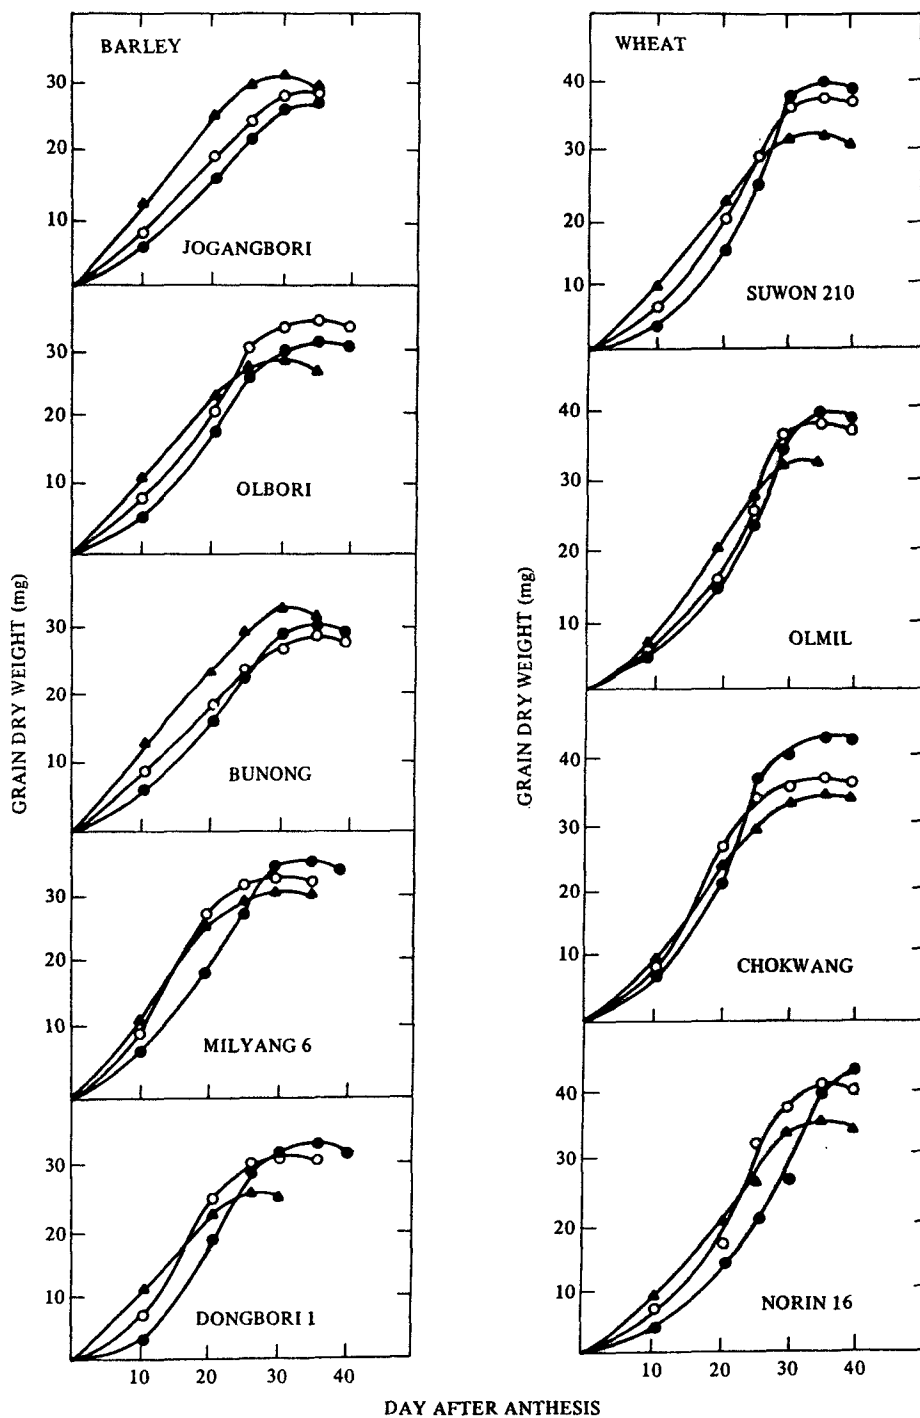 BARLEY
30
20
10
JOGANGBORI
30
20
10
OLBORI
30
20
10
BUNONG
30
20
10
MILYANG 6
30
20
10
DONGBORI 1
10 20 30 40
GRAIN DRY WEIGHT (mg)
WHEAT
40
30
20
10
SUWON 210
40
30
20
10
OLMIL
40
30
20
10
CHOKWANG
40
30
20
10
NORIN 16
10 20 30 40
GRAIN DRY WEIGHT (mg)
DAY AFTER ANTHESIS